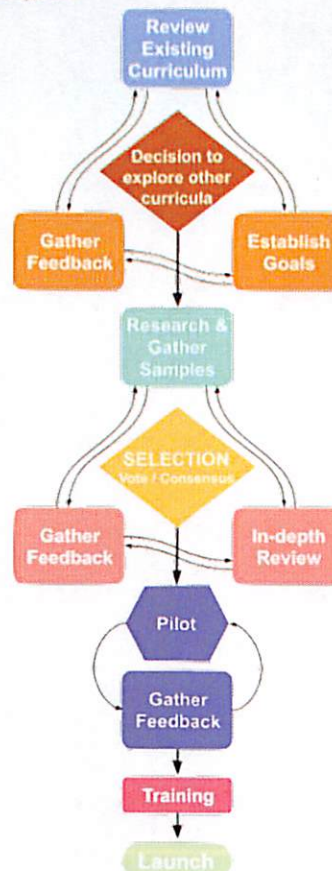 Review
Existing
Curriculum
Decision to
explore other
curricula
Gather
Feedback
Establish
Goals
Research &
Gather
Samples
SELECTION
Vote / Consensus
Gather
Feedback
In-depth
Review
Pilot
Gather
Feedback
Training
Launch